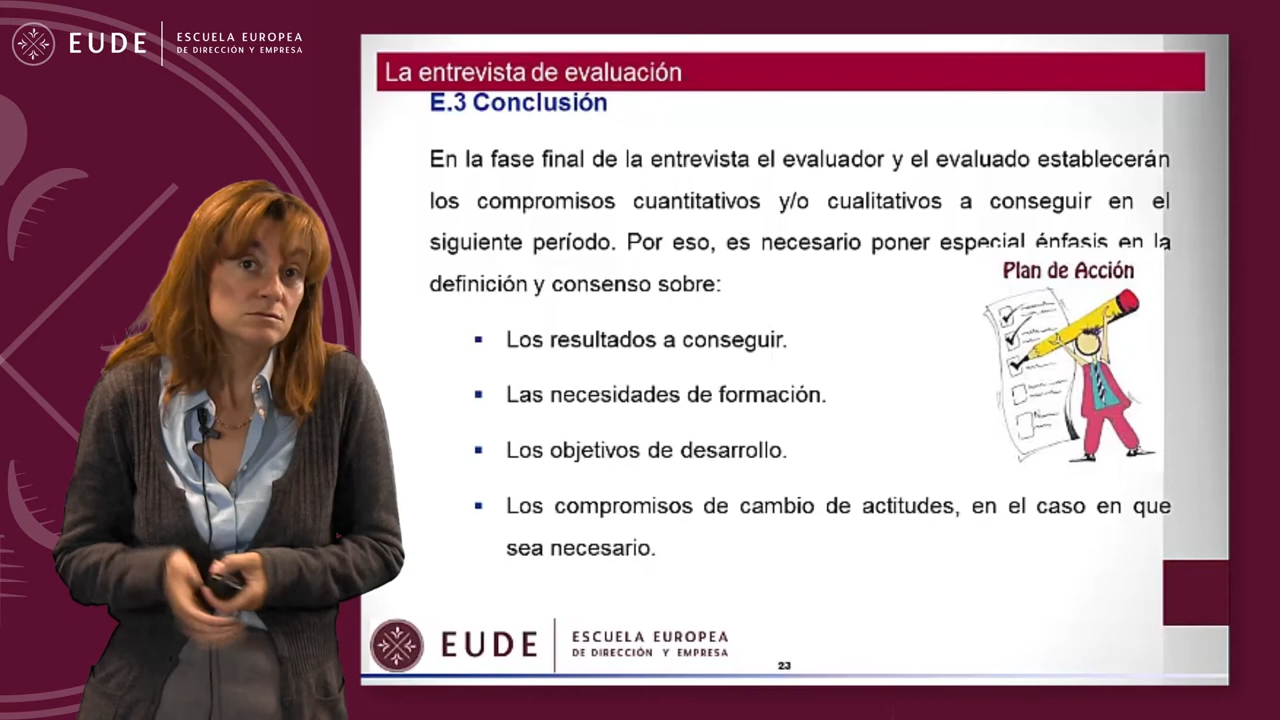 EUDE
ESCUELA EUROPEA
DE DIRECCIÓN Y EMPRESA
La entrevista de evaluación
E.3 Conclusión
En la fase final de la entrevista el evaluador y el evaluado establecerán
los compromisos cuantitativos y/o cualitativos a conseguir en el
siguiente período. Por eso, es necesario poner especial énfasis en la
definición y consenso sobre:
Plan de Acción
▪ Los resultados a conseguir.
▪ Las necesidades de formación.
▪ Los objetivos de desarrollo.
▪ Los compromisos de cambio de actitudes, en el caso en que
sea necesario.
EUDE
ESCUELA EUROPEA
DE DIRECCIÓN Y EMPRESA
23